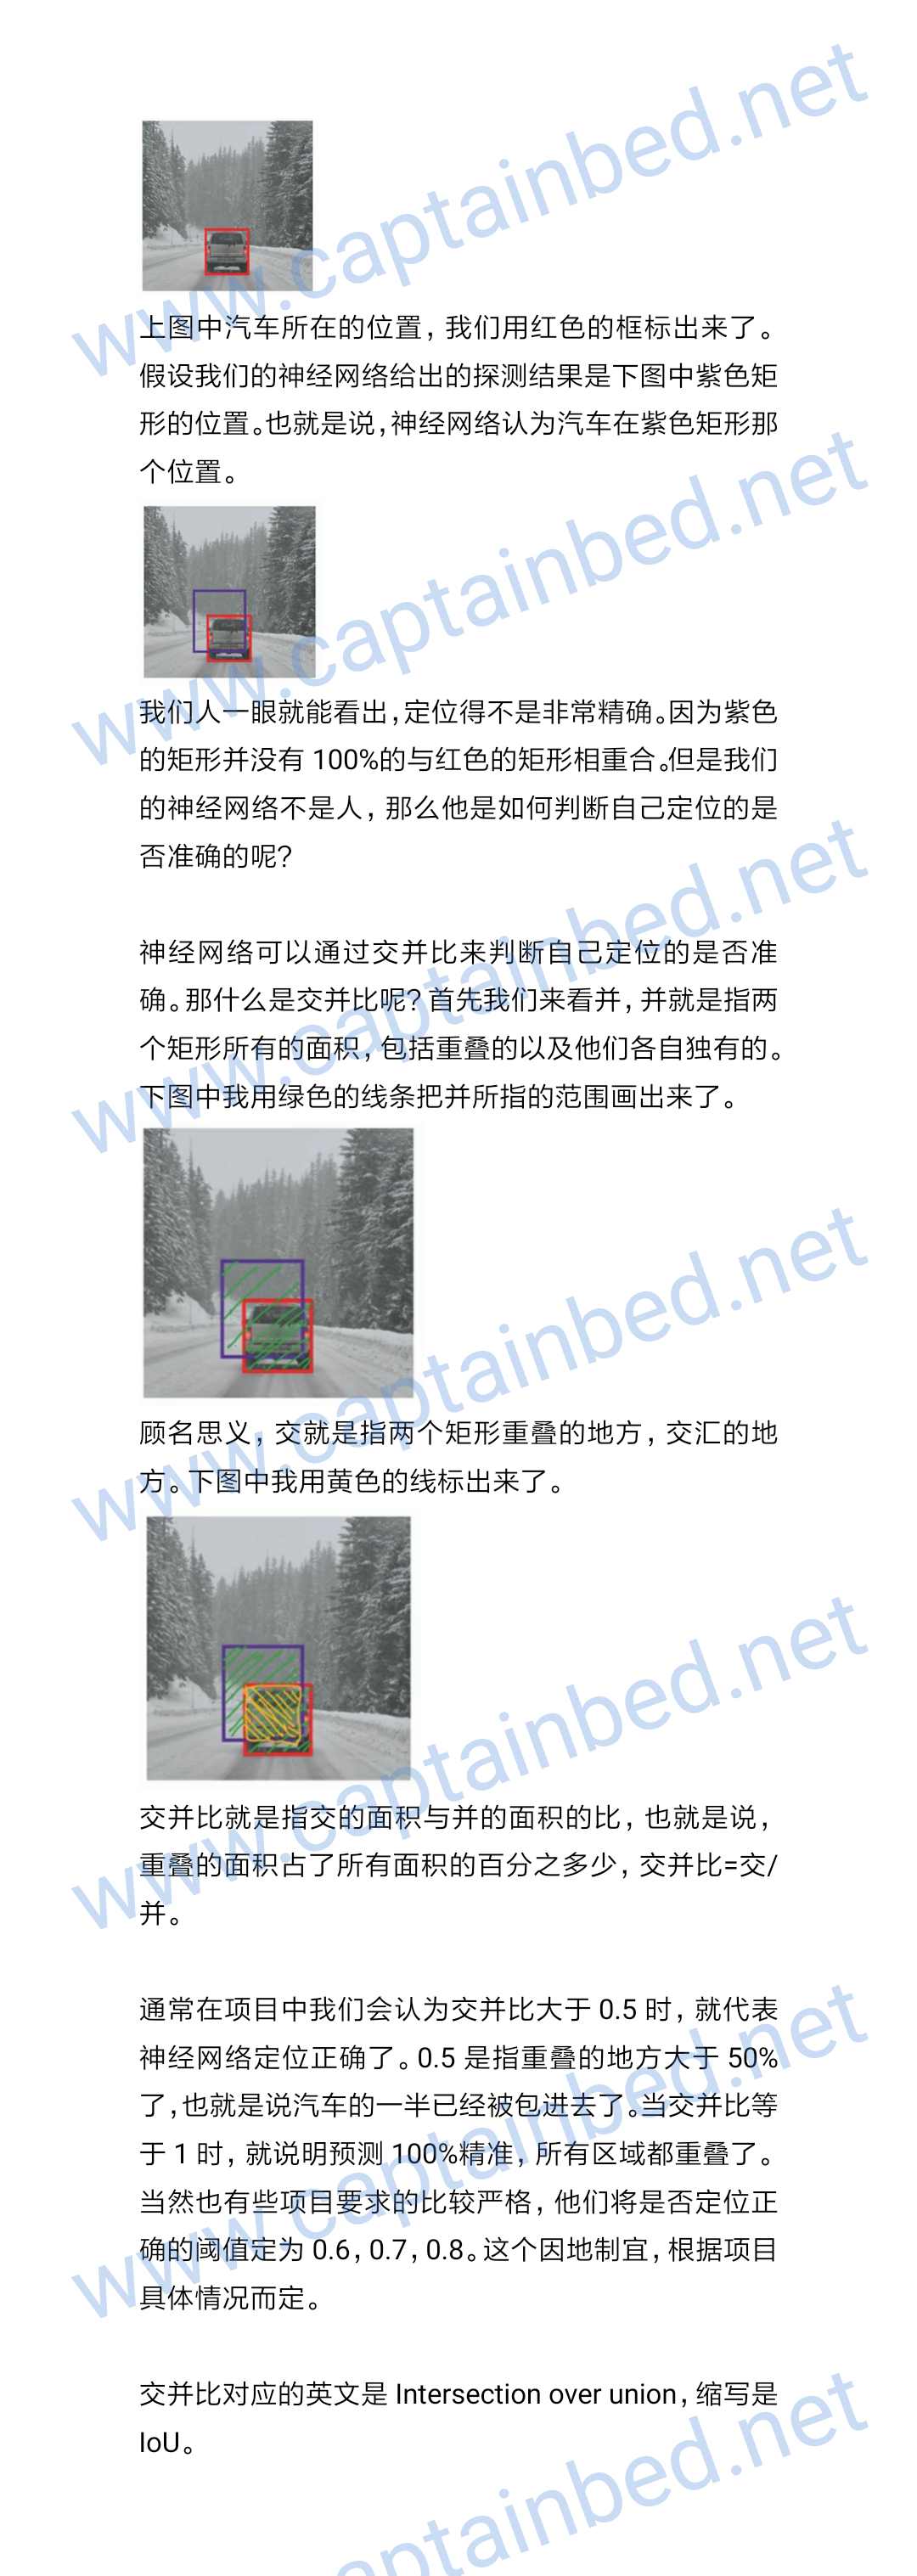 www.captainbed.net
上图中汽车所在的位置，我们用红色的框标出来了。
假设我们的神经网络给出的探测结果是下图中紫色矩
形的位置。也就是说，神经网络认为汽车在紫色矩形那
个位置。
www.captainbed.net
我们人一眼就能看出，定位得不是非常精确。因为紫色
的矩形并没有 100%的与红色的矩形相重合。但是我们
的神经网络不是人，那么他是如何判断自己定位的是
否准确的呢？
神经网络可以通过交并比来判断自己定位的是否准
确。那什么是交并比呢？首先我们来看并，并就是指两
个矩形所有的面积，包括重叠的以及他们各自独有的。
下图中我用绿色的线条把并所指的范围画出来了。
www.captainbed.net
www.captainbed.net
顾名思义，交就是指两个矩形重叠的地方，交汇的地
方。下图中我用黄色的线标出来了。
www.captainbed.net
交并比就是指交的面积与并的面积的比，也就是说，
重叠的面积占了所有面积的百分之多少，交并比=交/
并。
通常在项目中我们会认为交并比大于 0.5 时，就代表
神经网络定位正确了。0.5 是指重叠的地方大于 50%
了，也就是说汽车的一半已经被包进去了。当交并比等
于 1 时，就说明预测 100%精准，所有区域都重叠了。
当然也有些项目要求的比较严格，他们将是否定位正
确的阈值定为 0.6，0.7，0.8。这个因地制宜，根据项目
具体情况而定。
www.captainbed.net
交并比对应的英文是 Intersection over union，缩写是
IoU。
aptainbed.net